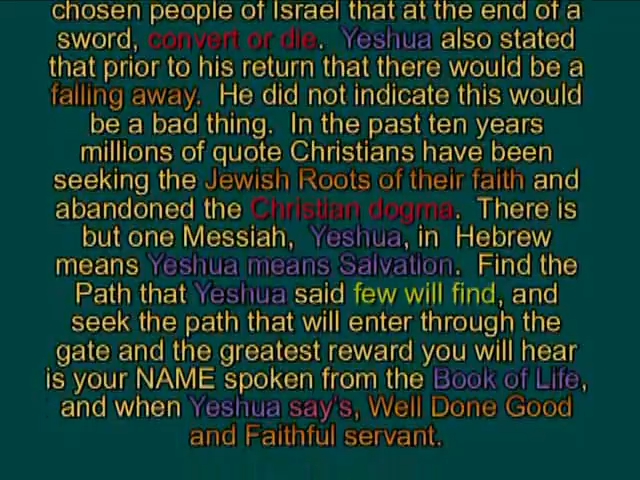 chosen people of Israel that at the end of a
sword, convert or die. Yeshua also stated
that prior to his return that there would be a
falling away. He did not indicate this would
be a bad thing. In the past ten years
millions of quote Christians have been
seeking the Jewish Roots of their faith and
abandoned the Christian dogma. There is
but one Messiah, Yeshua, in Hebrew
means Yeshua means Salvation. Find the
Path that Yeshua said few will find, and
seek the path that will enter through the
gate and the greatest reward you will hear
is your NAME spoken from the Book of Life,
and when Yeshua say's, Well Done Good
and Faithful servant.